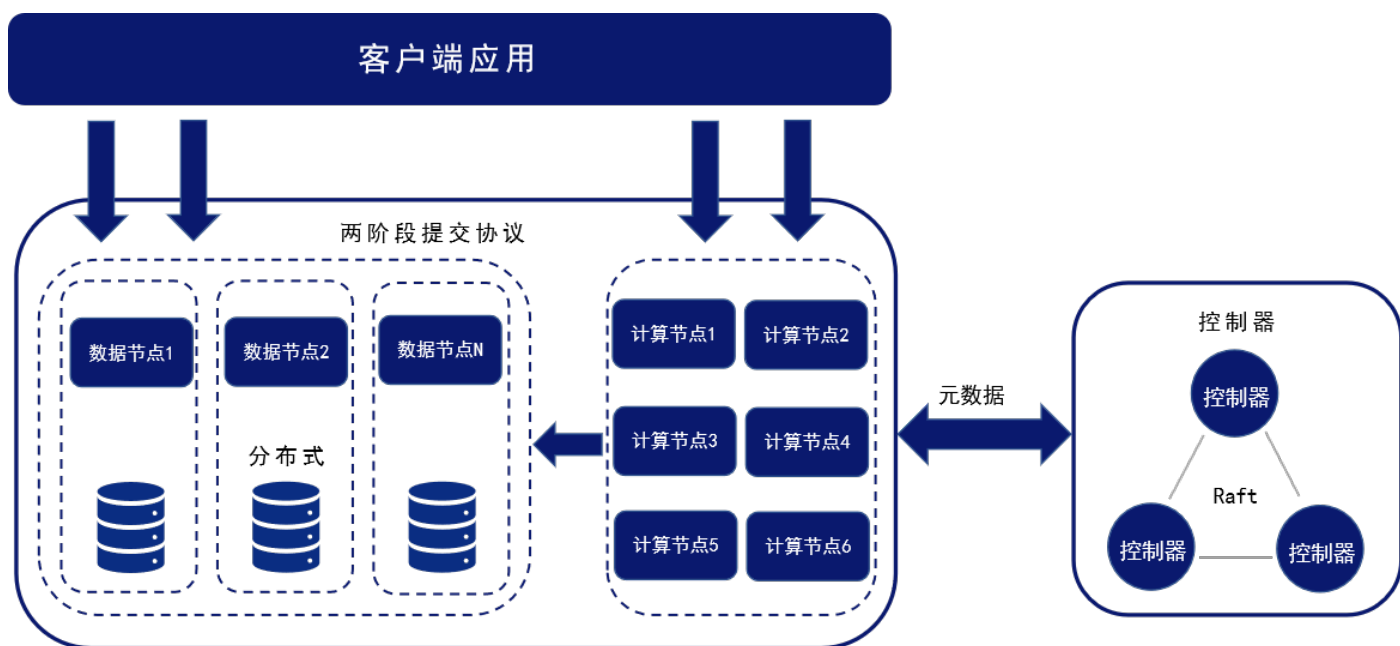 客户端应用
两阶段提交协议
数据节点1
数据节点2
数据节点N
分布式
计算节点1
计算节点2
计算节点3
计算节点4
计算节点5
计算节点6
元数据
控制器
控制器
Raft
控制器
控制器